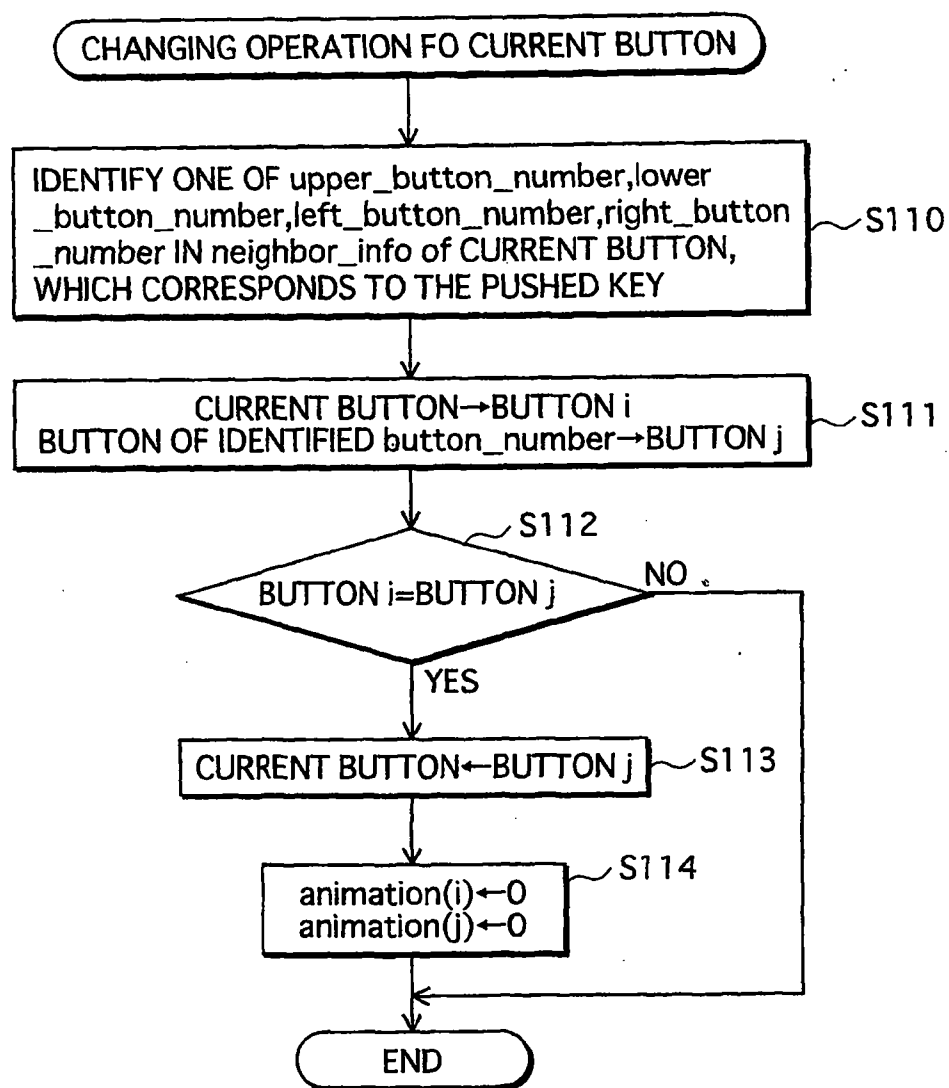 CHANGING OPERATION FO CURRENT BUTTON
IDENTIFY ONE OF upper_button_number,lower
_button_number,left_button_number,right_button
_number IN neighbor_info of CURRENT BUTTON,
WHICH CORRESPONDS TO THE PUSHED KEY
S110
CURRENT BUTTON→BUTTON i
BUTTON OF IDENTIFIED button_number→BUTTON j
S111
S112
BUTTON i=BUTTON j
NO
YES
CURRENT BUTTON←BUTTON j
S113
S114
animation(i)←0
animation(j)←0
END